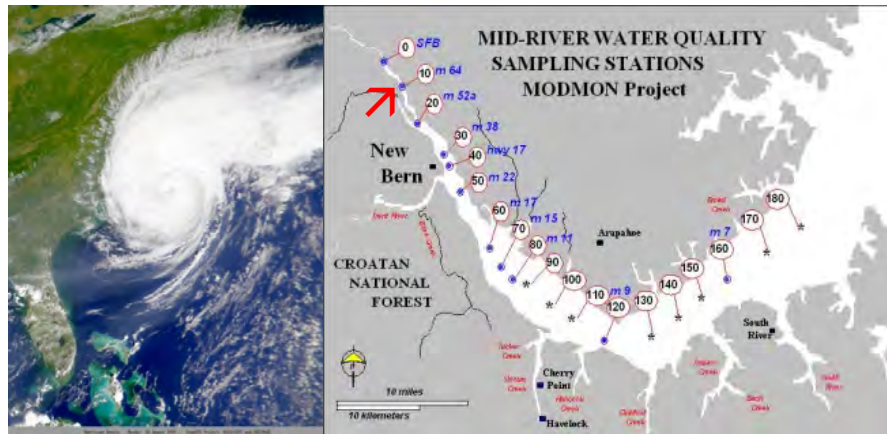 MID-RIVER WATER QUALITY
SAMPLING STATIONS
MODMON Project
0 SFB
10 m 64
20 m 52a
30 m 38
40 hwy 17
50 m 22
60 m 17
70 m 15
80 m 11
90
100
110 m 9
120
130
140
150
m 7
160
170
180
New
Bern
Arapahoe
CROATAN
NATIONAL
FOREST
South
River
Cherry
Point
Havelock
10 miles
10 kilometers